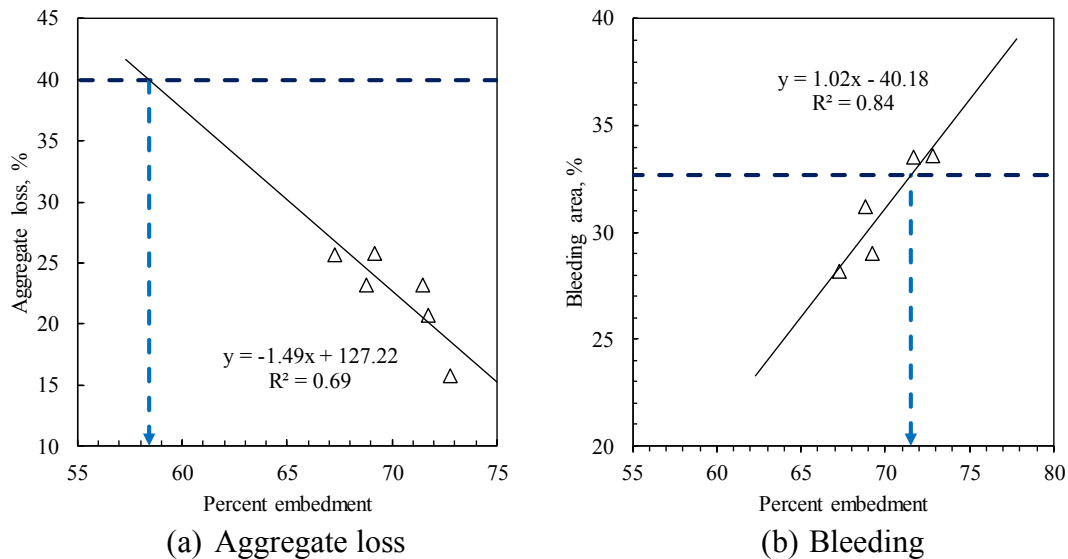 45
40
35
30
25
20
15
10
55
60
65
70
75
Aggregate loss, %
Percent embedment
y = -1.49x + 127.22
R² = 0.69
(a) Aggregate loss
40
35
30
25
20
55
60
65
70
75
80
Bleeding area, %
Percent embedment
y = 1.02x - 40.18
R² = 0.84
(b) Bleeding